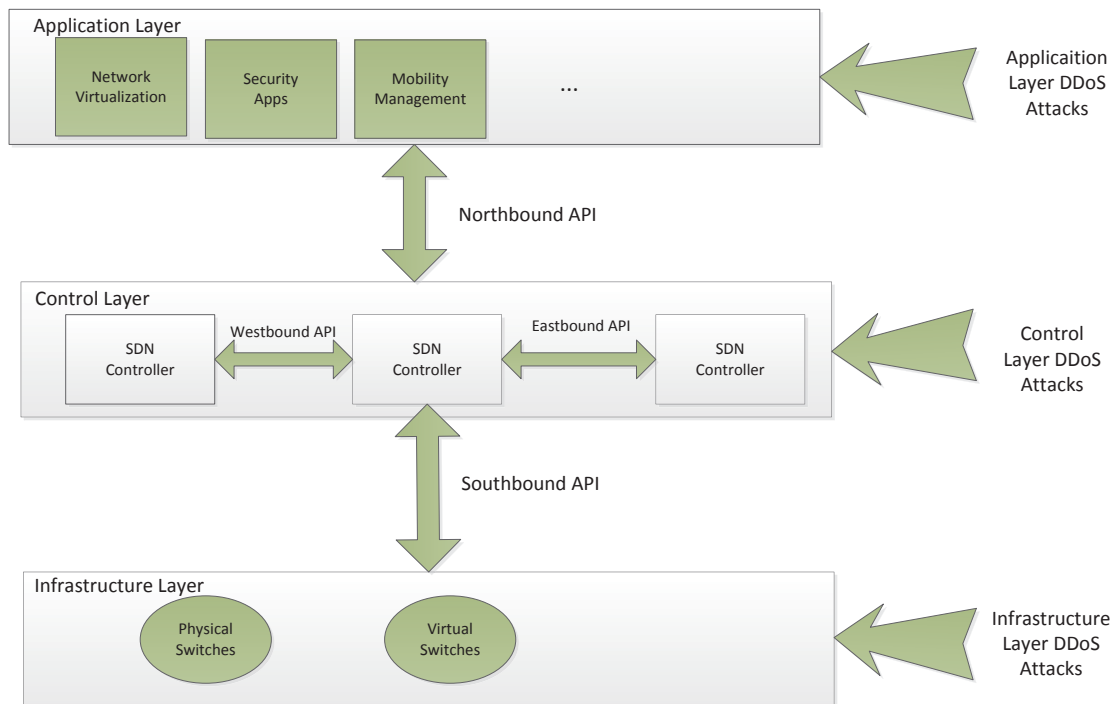 Application Layer
Network
Virtualization
Security
Apps
Mobility
Management
...
Applicaition
Layer DDoS
Attacks
Northbound API
Control Layer
SDN
Controller
Westbound API
SDN
Controller
Eastbound API
SDN
Controller
Control
Layer DDoS
Attacks
Southbound API
Infrastructure Layer
Physical
Switches
Virtual
Switches
Infrastructure
Layer DDoS
Attacks